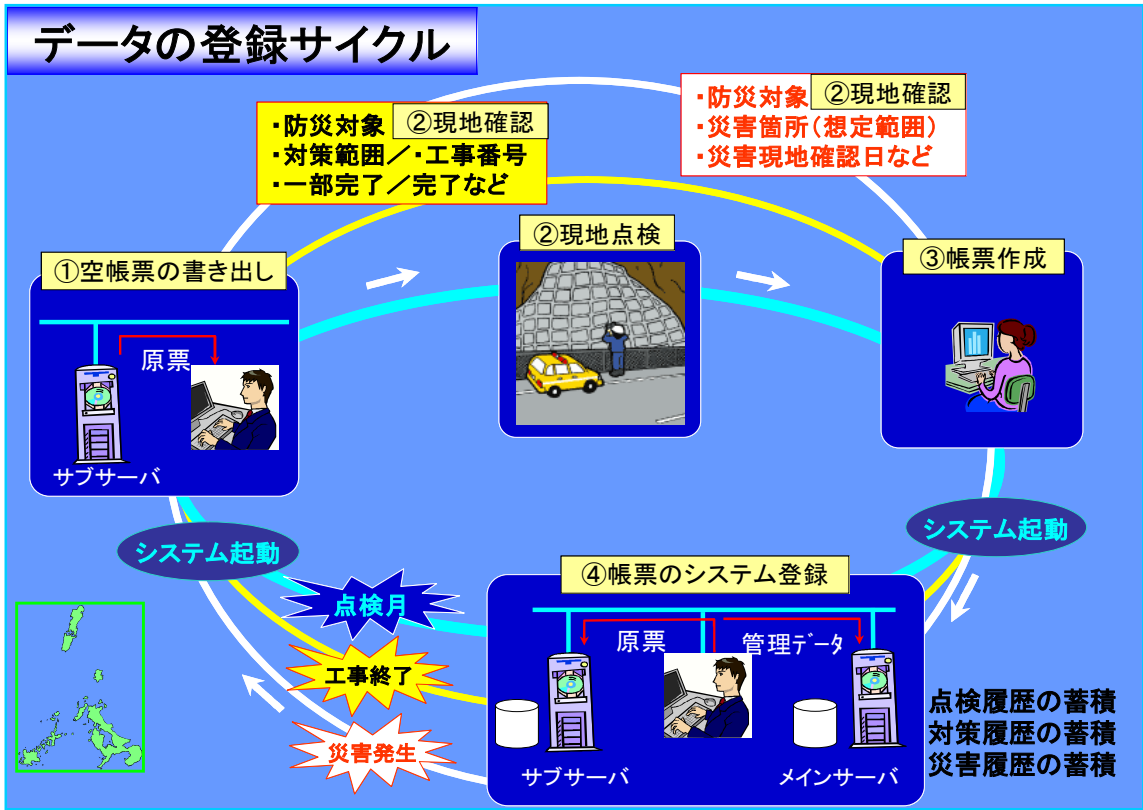 データの登録サイクル
・防災対象 ②現地確認
・対策範囲／・工事番号
・一部完了／完了など
・防災対象 ②現地確認
・災害箇所（想定範囲）
・災害現地確認日など
①空帳票の書き出し
原票
サブサーバ
②現地点検
③帳票作成
システム起動
システム起動
点検月
工事終了
災害発生
④帳票のシステム登録
原票
管理ﾃﾞｰﾀ
サブサーバ
メインサーバ
点検履歴の蓄積
対策履歴の蓄積
災害履歴の蓄積